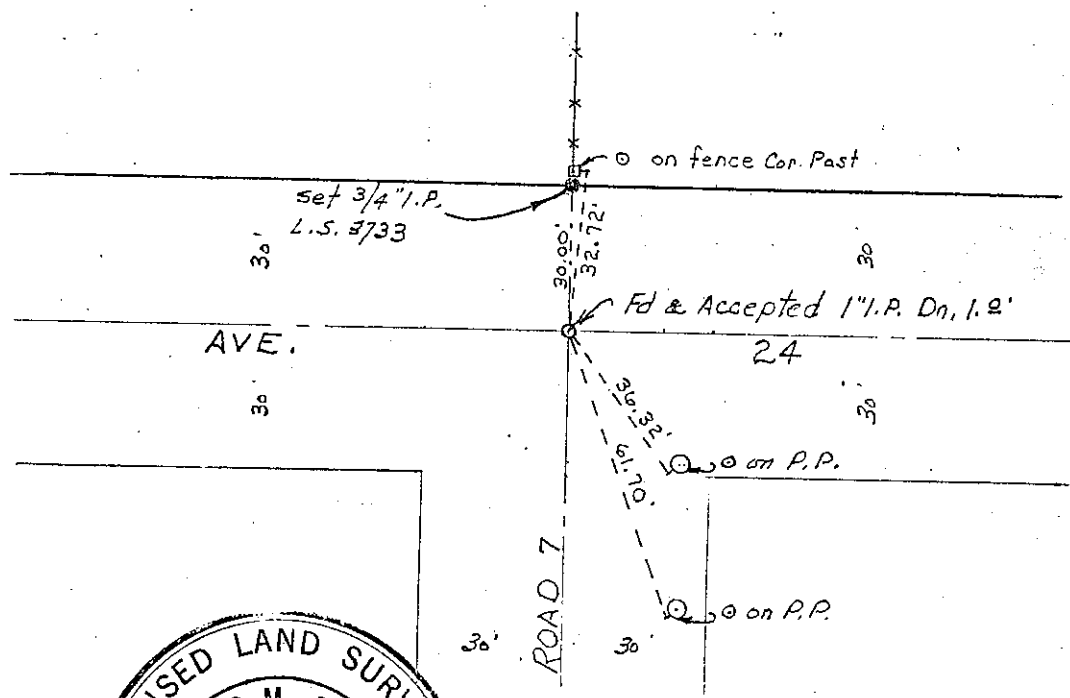 ⊙ on fence Cor. Post
set 3/4" I.P.
L.S. 3733
30'
30.00'
32.72'
30
Fd & Accepted 1" I.P. Dn, 1.0'
AVE.
24
30
30
36.32'
⊙ on P.P.
61.70'
ROAD 7
⊙ on P.P.
30'
30'
LAND